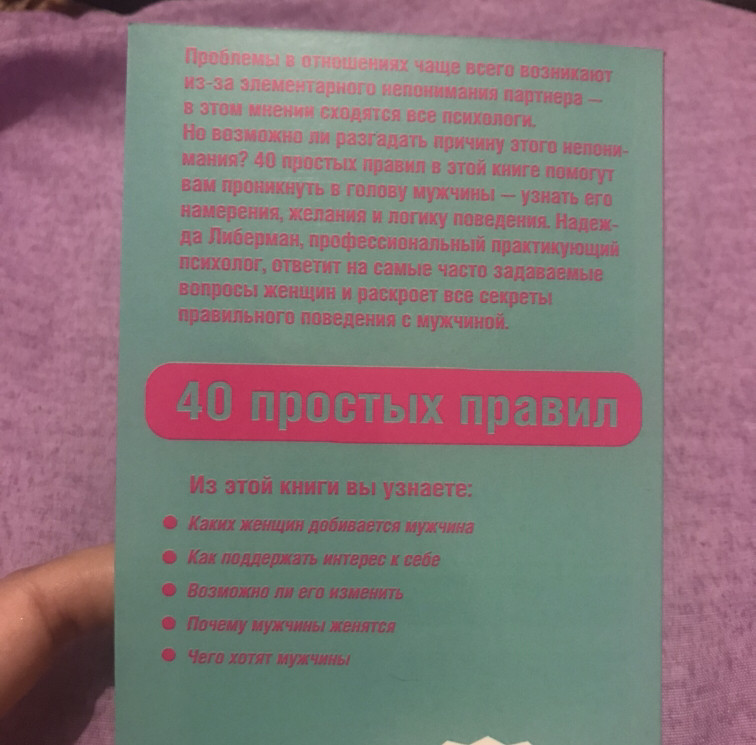 Проблемы в отношениях чаще всего возникают
из-за элементарного непонимания партнера —
в этом мнении сходятся все психологи.
Но возможно ли разгадать причину этого непони-
мания? 40 простых правил в этой книге помогут
вам проникнуть в голову мужчины — узнать его
намерения, желания и логику поведения. Надеж-
да Либерман, профессиональный практикующий
психолог, ответит на самые часто задаваемые
вопросы женщин и раскроет все секреты
правильного поведения с мужчиной.
40 простых правил
Из этой книги вы узнаете:
Каких женщин добивается мужчина
Как поддержать интерес к себе
Возможно ли его изменить
Почему мужчины женятся
Чего хотят мужчины